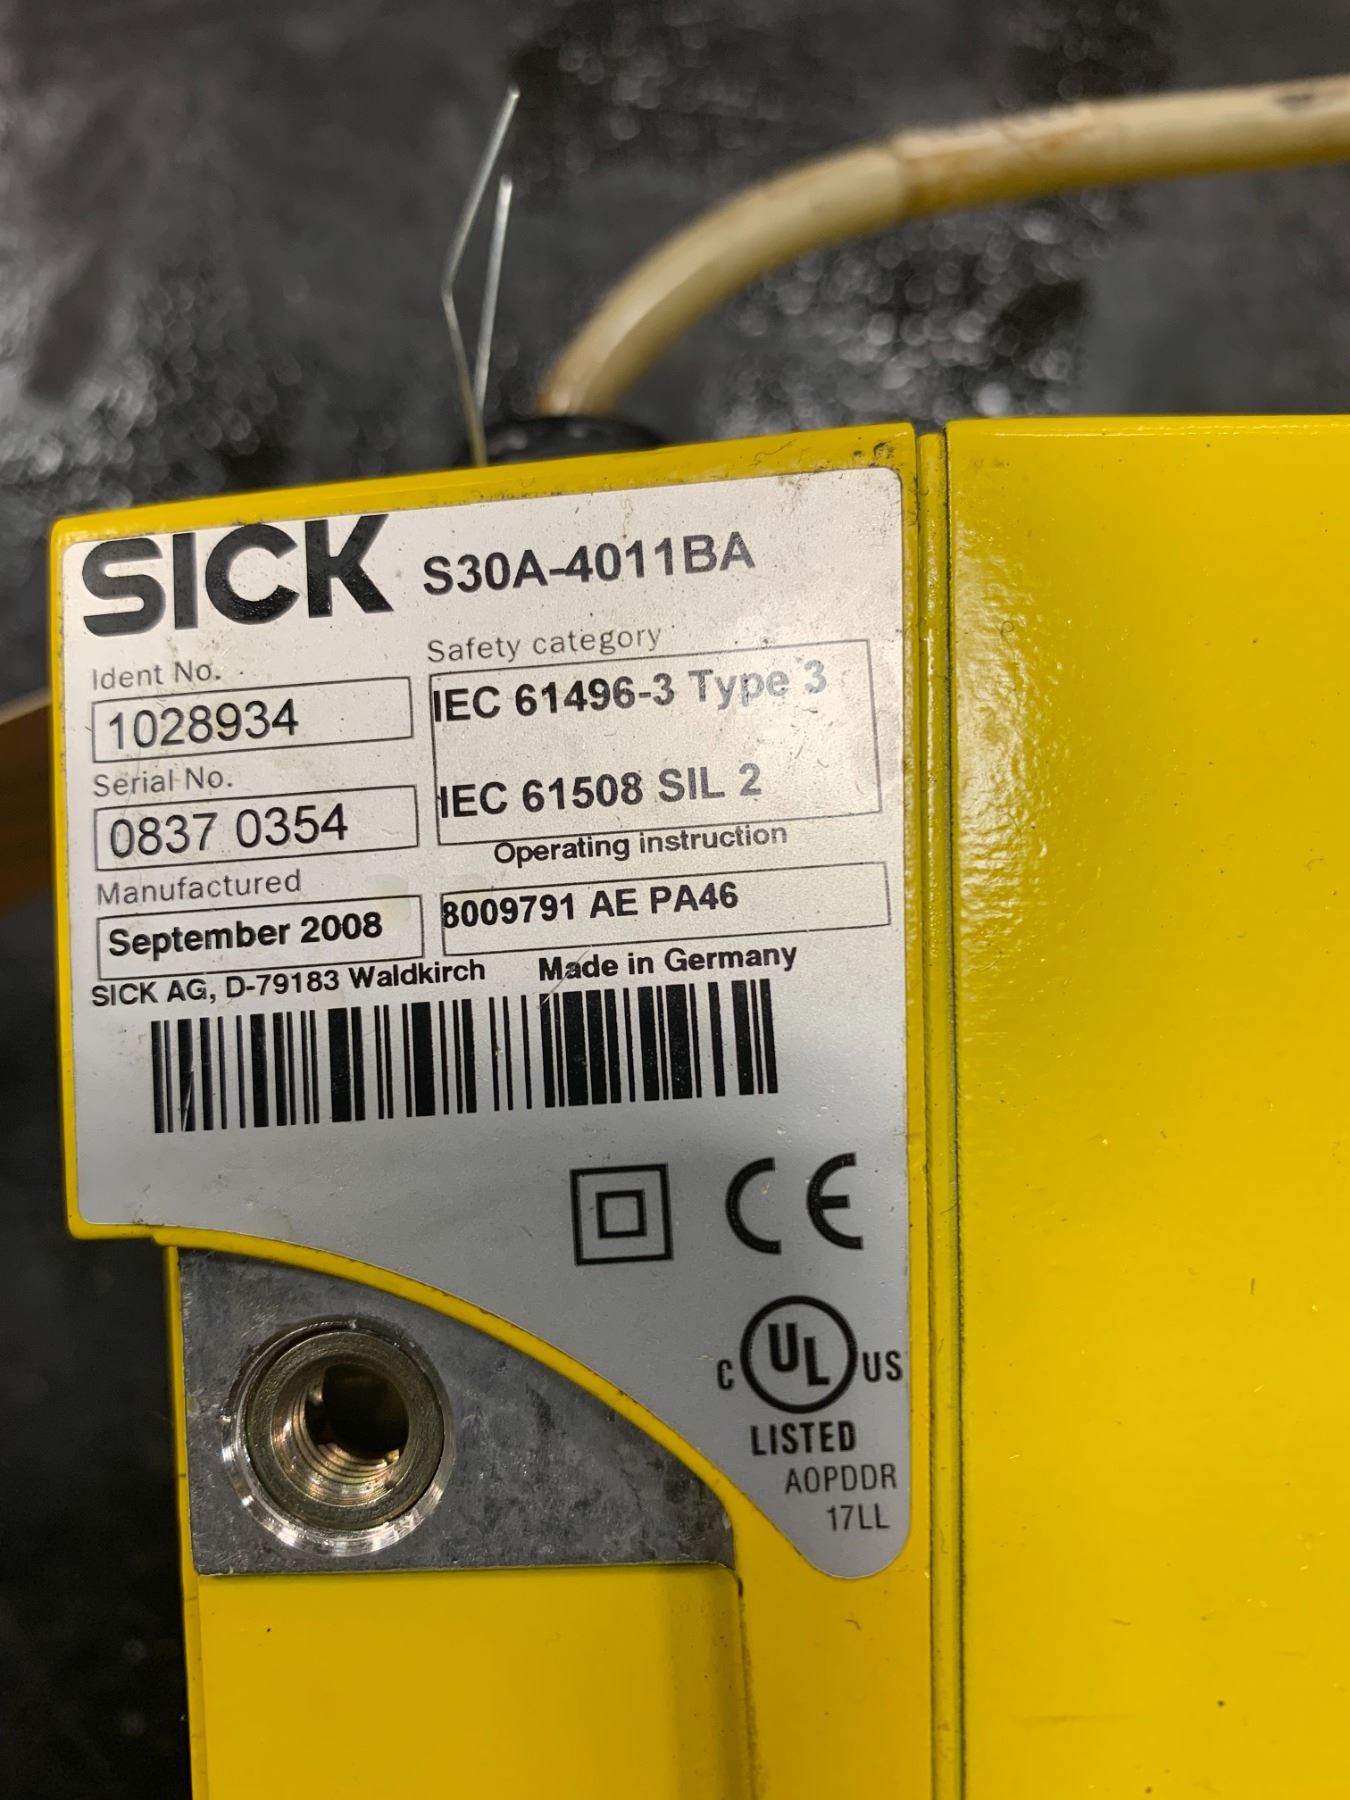 SICK S30A-4011BA
Ident No.
1028934
Serial No.
0837 0354
Manufactured
September 2008
Safety category
IEC 61496-3 Type 3
IEC 61508 SIL 2
Operating instruction
8009791 AE PA46
SICK AG, D-79183 Waldkirch Made in Germany
CE
C UL US
LISTED
AOPDDR
17LL